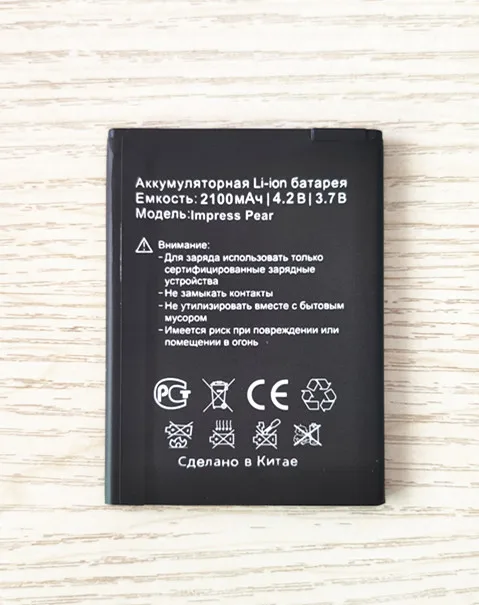 Аккумуляторная Li-ion батарея
Емкость: 2100мАч | 4.2 В | 3.7 В
Модель: Impress Pear
Внимание:
- Для заряда использовать только
сертифицированные зарядные
устройства
- Не замыкать контакты
- Не утилизировать вместе с бытовым
мусором
- Имеется риск при повреждении или
помещении в огонь
РСТ CE
Сделано в Китае